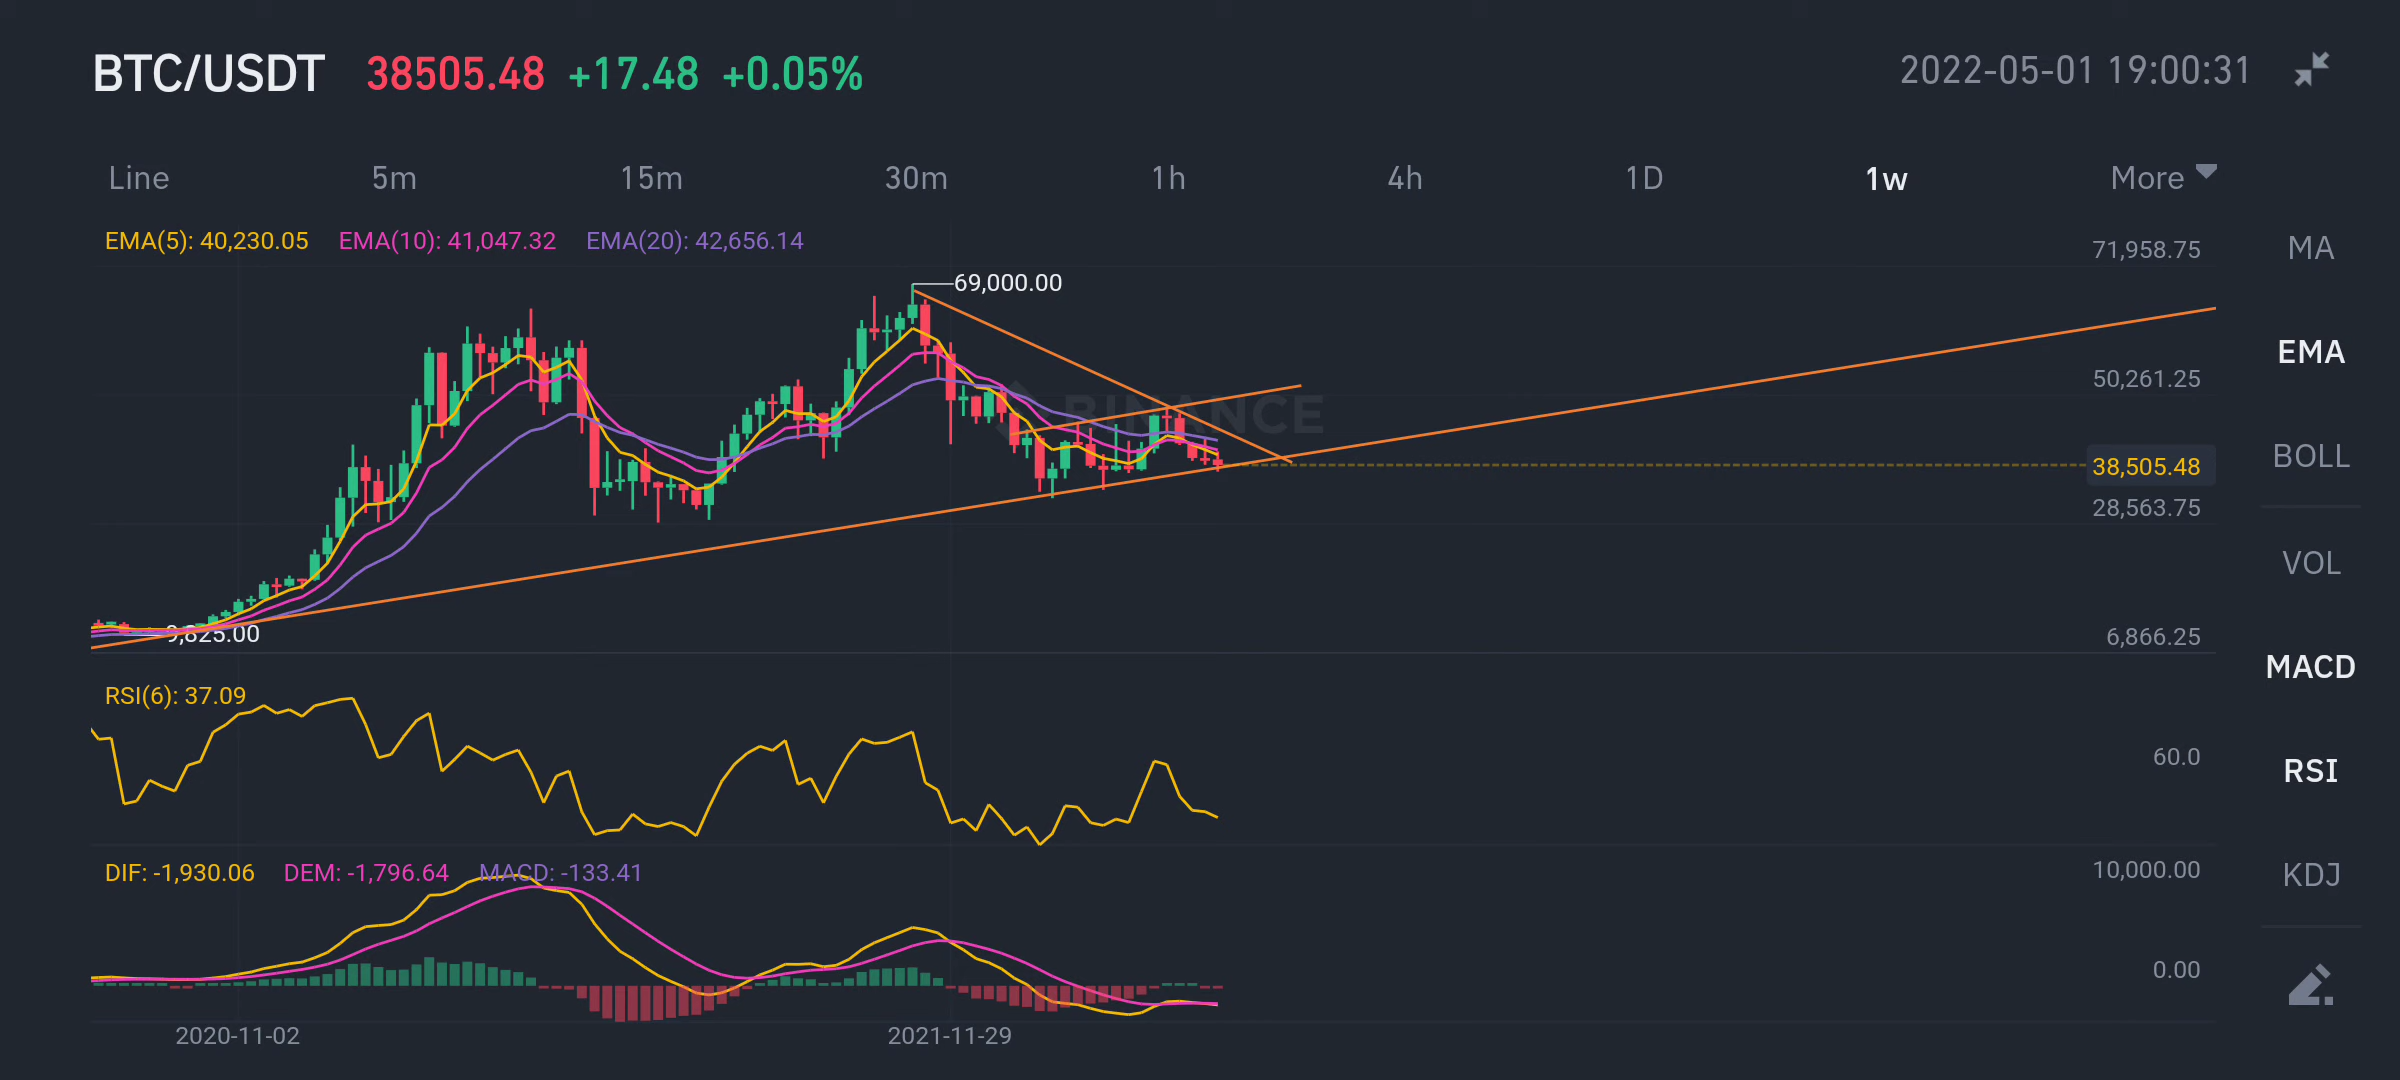 BTC/USDT 38505.48 +17.48 +0.05% 2022-05-01 19:00:31
Line 5m 15m 30m 1h 4h 1D 1w More
EMA(5): 40,230.05 EMA(10): 41,047.32 EMA(20): 42,656.14
71,958.75
MA
69,000.00
EMA
50,261.25
BINANCE
BOLL
38,505.48
28,563.75
VOL
9,825.00
6,866.25
MACD
RSI(6): 37.09
60.0
RSI
DIF: -1,930.06 DEM: -1,796.64 MACD: -133.41
10,000.00
KDJ
0.00
2020-11-02 2021-11-29